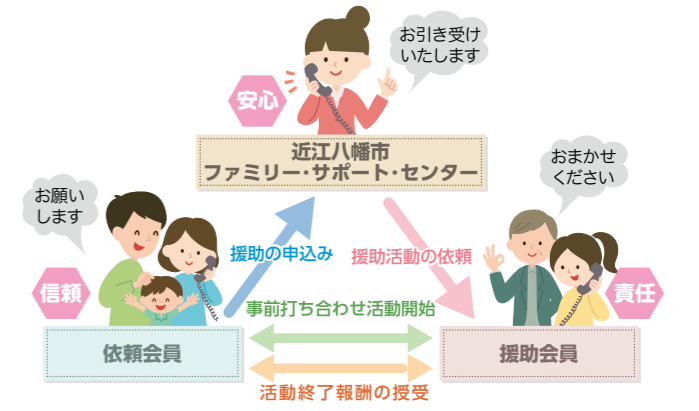 お引き受け
いたします
安心
近江八幡市
ファミリー・サポート・センター
おまかせ
ください
お願い
します
援助の申込み
援助活動の依頼
信頼
責任
事前打ち合わせ活動開始
依頼会員
援助会員
活動終了報酬の授受